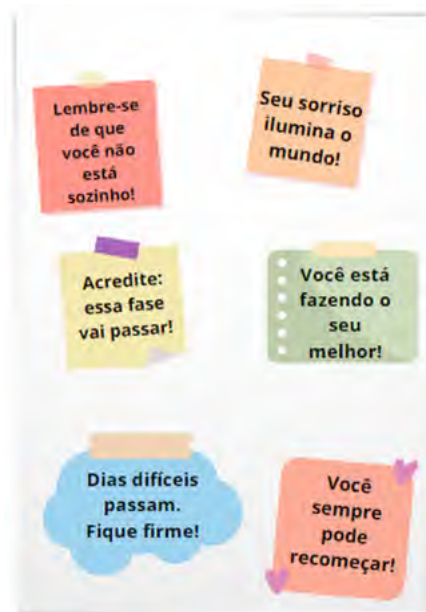 Lembre-se
de que
você não
está
sozinho!
Seu sorriso
ilumina o
mundo!
Acredite:
essa fase
vai passar!
Você está
fazendo o
seu
melhor!
Dias difíceis
passam.
Fique firme!
Você
sempre
pode
recomeçar!